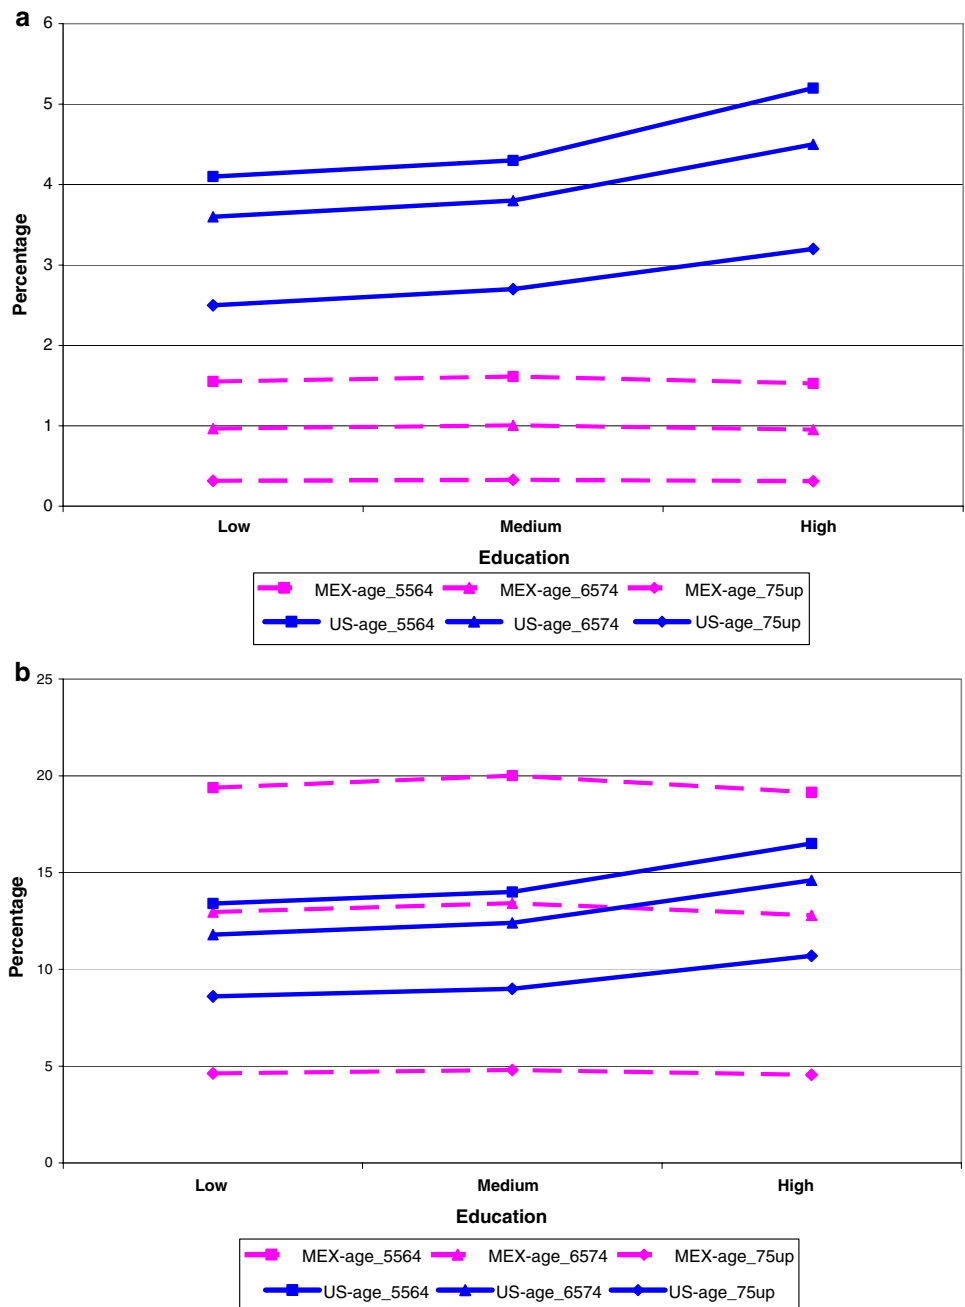 a
6
5
4
3
2
1
0
Percentage
Low Medium High
Education
MEX-age_5564 MEX-age_6574 MEX-age_75up
US-age_5564 US-age_6574 US-age_75up
b
25
20
15
10
5
0
Percentage
Low Medium High
Education
MEX-age_5564 MEX-age_6574 MEX-age_75up
US-age_5564 US-age_6574 US-age_75up